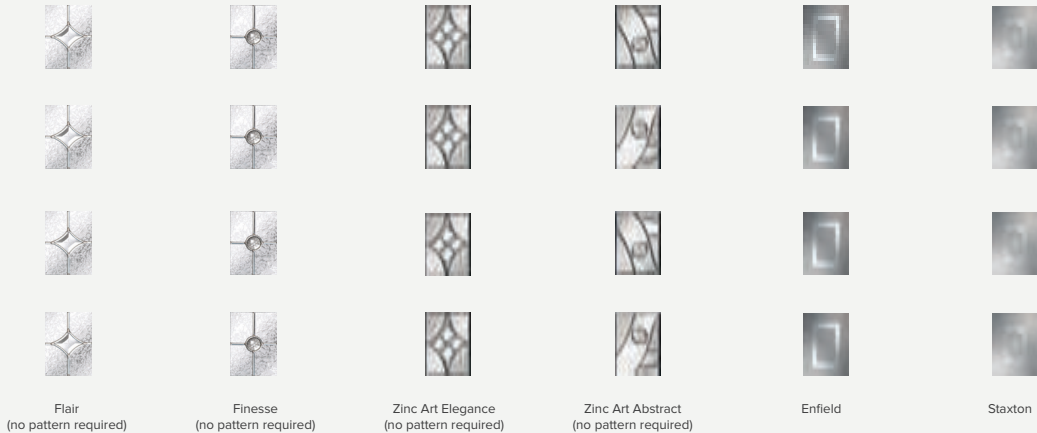 Flair
(no pattern required)
Finesse
(no pattern required)
Zinc Art Elegance
(no pattern required)
Zinc Art Abstract
(no pattern required)
Enfield
Staxton